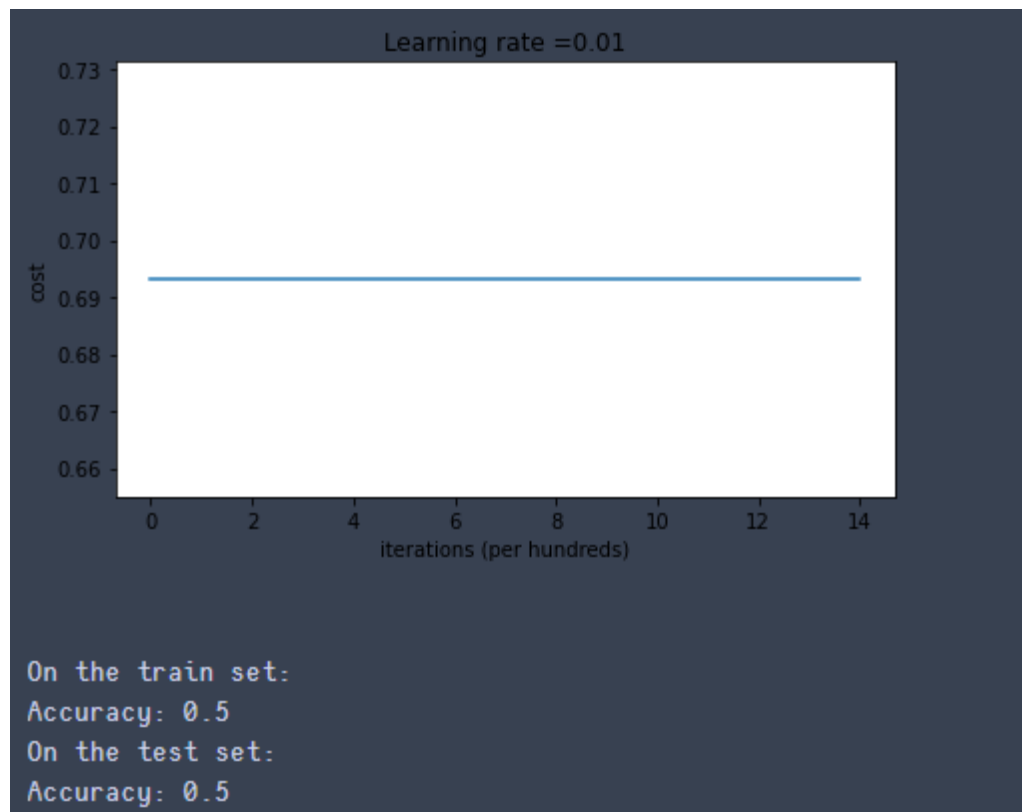 Learning rate =0.01
0.73
0.72
0.71
0.70
0.69
0.68
0.67
0.66
cost
0 2 4 6 8 10 12 14
iterations (per hundreds)
On the train set:
Accuracy: 0.5
On the test set:
Accuracy: 0.5